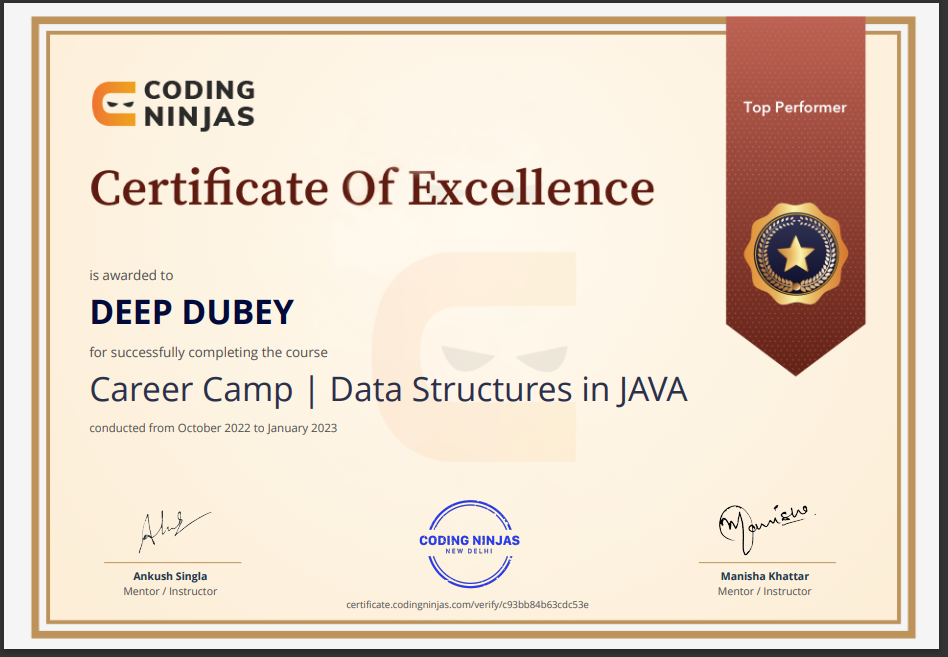 CODING
NINJAS
Top Performer
Certificate Of Excellence
is awarded to
DEEP DUBEY
for successfully completing the course
Career Camp | Data Structures in JAVA
conducted from October 2022 to January 2023
Manisha
CODING NINJAS
NEW DELHI
Ankush Singla
Mentor / Instructor
Manisha Khattar
Mentor / Instructor
certificate.codingninjas.com/verify/c93bb84b63cdc53e